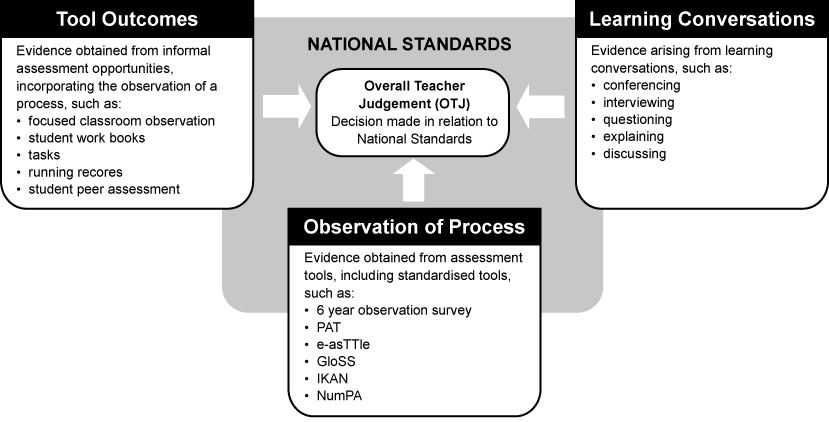 Tool Outcomes
Evidence obtained from informal
assessment opportunities,
incorporating the observation of a
process, such as:
• focused classroom observation
• student work books
• tasks
• running recores
• student peer assessment
NATIONAL STANDARDS
Overall Teacher
Judgement (OTJ)
Decision made in relation to
National Standards
Learning Conversations
Evidence arising from learning
conversations, such as:
• conferencing
• interviewing
• questioning
• explaining
• discussing
Observation of Process
Evidence obtained from assessment
tools, including standardised tools,
such as:
• 6 year observation survey
• PAT
• e-asTTle
• GloSS
• IKAN
• NumPA